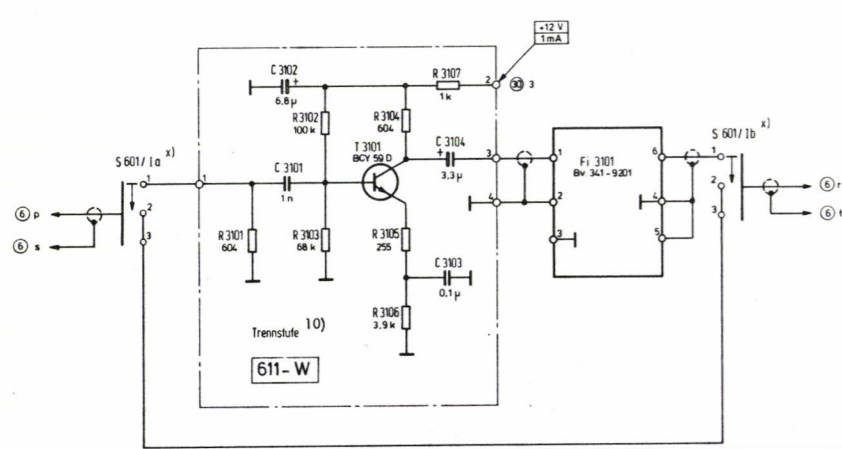 +12 V
1mA
C 3102
+
6,8µ
R 3107
1k
2
30 3
R 3102
100 k
R 3104
604
S 601/Ia x)
T 3101
BCY 59 D
C 3104
+
3,3µ
3
Fi 3101
Bv. 341-9201
1
6
S 601/Ib x)
1
2
3
C 3101
1n
1
1
2
3
6 p
6 s
4
2
4
3
5
6 r
6 t
R 3101
604
R 3103
68 k
R 3105
255
C 3103
0,1µ
R 3106
3,9k
Trennstufe 10)
611-W